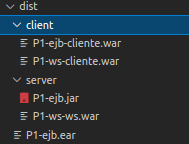 dist
client
P1-ejb-cliente.war
P1-ws-cliente.war
server
P1-ejb.jar
P1-ws-ws.war
P1-ejb.ear